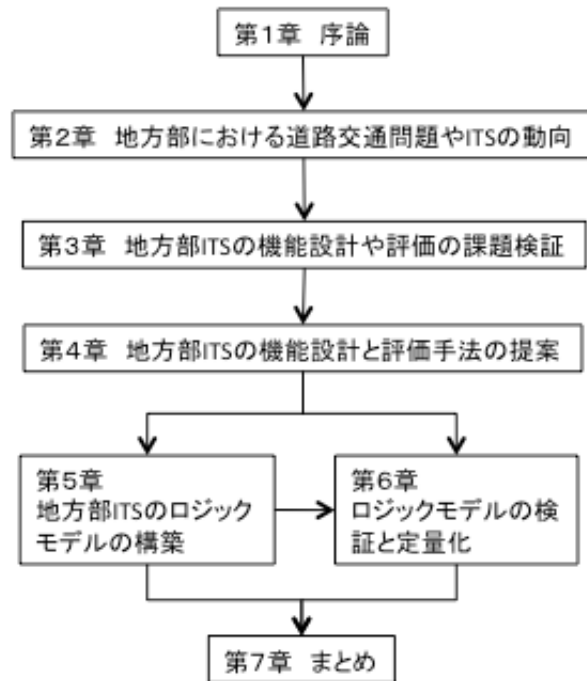 第1章 序論
第2章 地方部における道路交通問題やITSの動向
第3章 地方部ITSの機能設計や評価の課題検証
第4章 地方部ITSの機能設計と評価手法の提案
第5章
地方部ITSのロジック
モデルの構築
第6章
ロジックモデルの検
証と定量化
第7章 まとめ